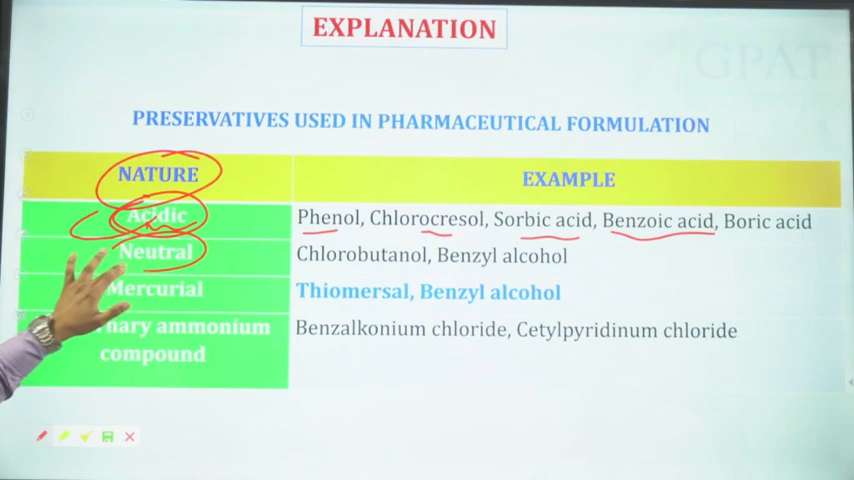 EXPLANATION
GPAT
PRESERVATIVES USED IN PHARMACEUTICAL FORMULATION
NATURE EXAMPLE
Acidic Phenol, Chlorocresol, Sorbic acid, Benzoic acid, Boric acid
Neutral Chlorobutanol, Benzyl alcohol
Mercurial Thiomersal, Benzyl alcohol
ammonium Benzalkonium chloride, Cetylpyridinum chloride
compound